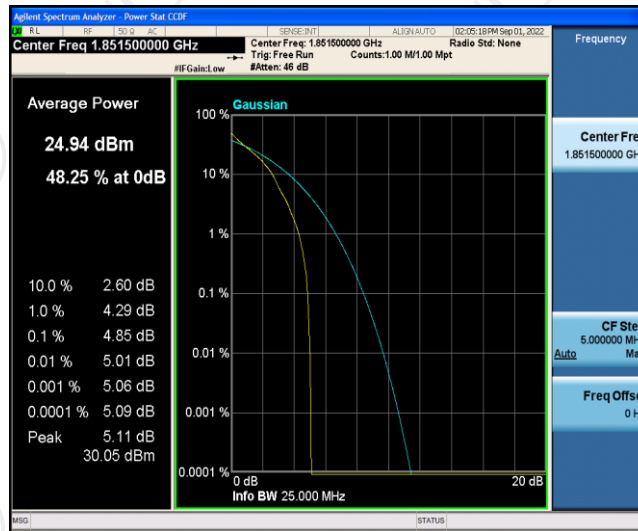 Agilent Spectrum Analyzer - Power Stat CCDF
RL RF 50 Ω AC SENSE:INT ALIGN AUTO 02:05:18 PM Sep 01, 2022
Center Freq 1.851500000 GHz
Center Freq: 1.851500000 GHz Radio Std: None
Trig: Free Run Counts:1.00 M/1.00 Mpt
#IFGain:Low #Atten: 46 dB
Frequency
Average Power
24.94 dBm
48.25 % at 0dB
10.0 % 2.60 dB
1.0 % 4.29 dB
0.1 % 4.85 dB
0.01 % 5.01 dB
0.001 % 5.06 dB
0.0001 % 5.09 dB
Peak 5.11 dB
30.05 dBm
Gaussian
100 %
10 %
1 %
0.1 %
0.01 %
0.001 %
0.0001 %
0 dB 20 dB
Info BW 25.000 MHz
Center Fre
1.851500000 GH
CF Ste
5.000000 MH
Auto Ma
Freq Offs
0 H
MSG STATUS